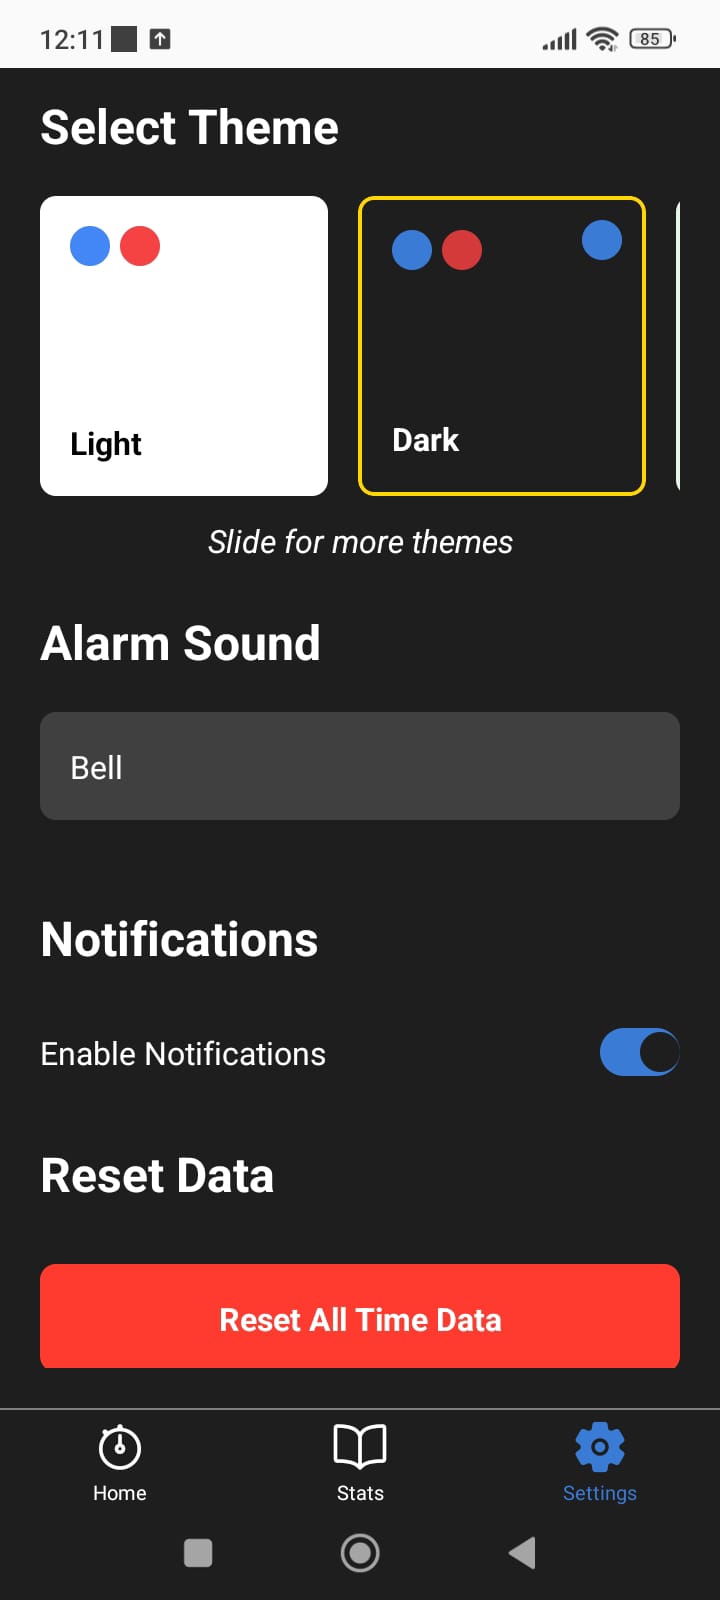 12:11
85
Select Theme
Light
Dark
Slide for more themes
Alarm Sound
Bell
Notifications
Enable Notifications
Reset Data
Reset All Time Data
Home
Stats
Settings